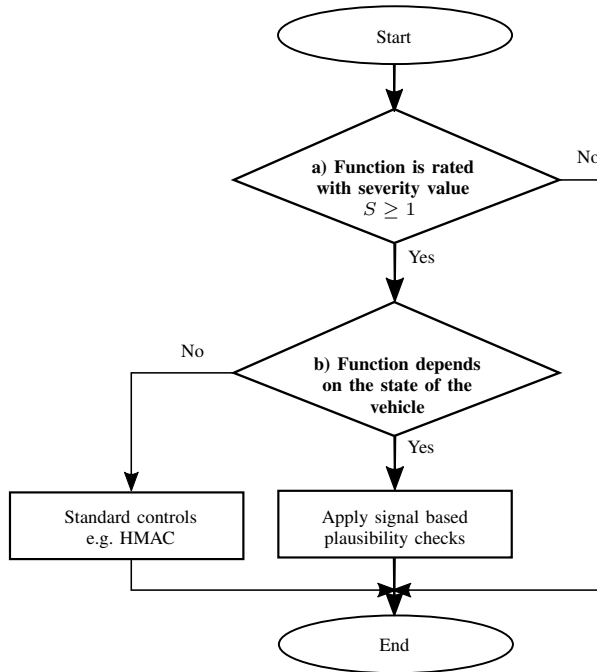 Start
a) Function is rated
with severity value
S ≥ 1
No
Yes
b) Function depends
on the state of the
vehicle
No
Yes
Standard controls
e.g. HMAC
Apply signal based
plausibility checks
End